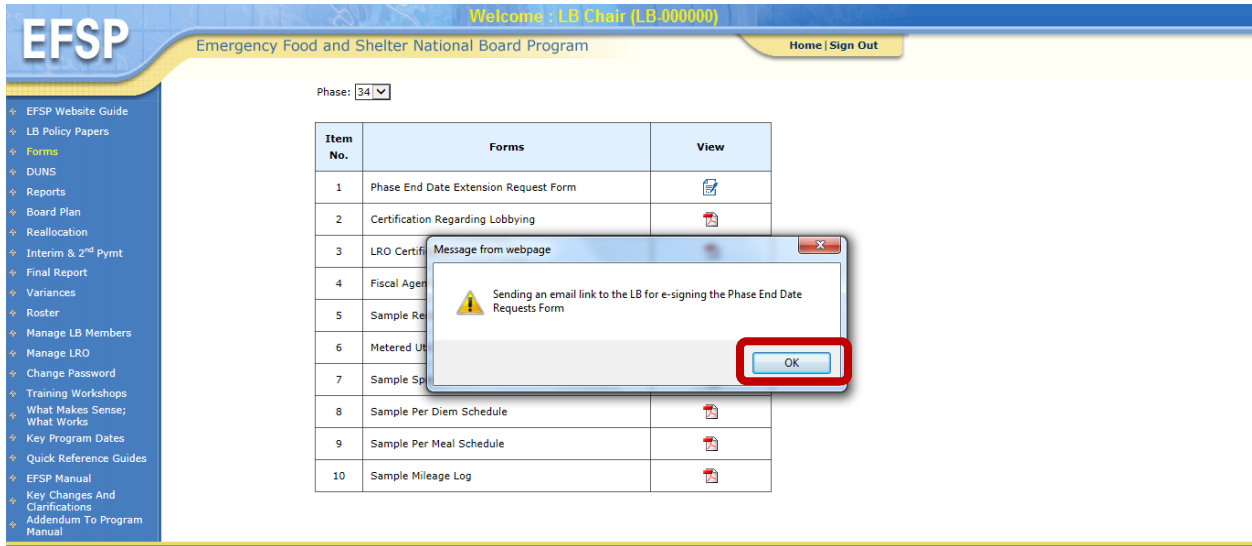 Welcome : LB Chair (LB-000000)
EFSP
Emergency Food and Shelter National Board Program
Home | Sign Out
EFSP Website Guide
LB Policy Papers
Forms
DUNS
Reports
Board Plan
Reallocation
Interim & 2nd Pymt
Final Report
Variances
Roster
Manage LB Members
Manage LRO
Change Password
Training Workshops
What Makes Sense;
What Works
Key Program Dates
Quick Reference Guides
EFSP Manual
Key Changes And
Clarifications
Addendum To Program
Manual
Phase: 34
Item No. Forms View
1 Phase End Date Extension Request Form
2 Certification Regarding Lobbying
3 LRO Certifi
4 Fiscal Agen
5 Sample Re
6 Metered Ut
7 Sample Sp
8 Sample Per Diem Schedule
9 Sample Per Meal Schedule
10 Sample Mileage Log
Message from webpage
Sending an email link to the LB for e-signing the Phase End Date
Requests Form
OK